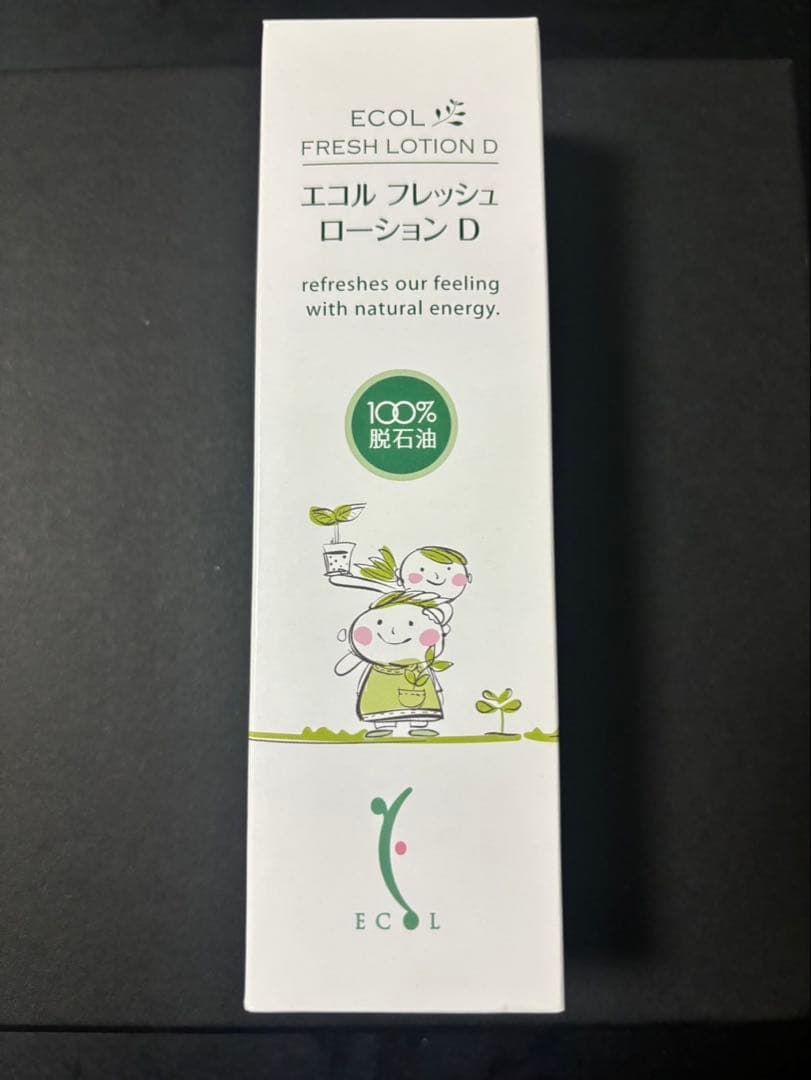 ECOL
FRESH LOTION D
エコル フレッシュ
ローション D
refreshes our feeling
with natural energy.
100%
脱石油
ECOL